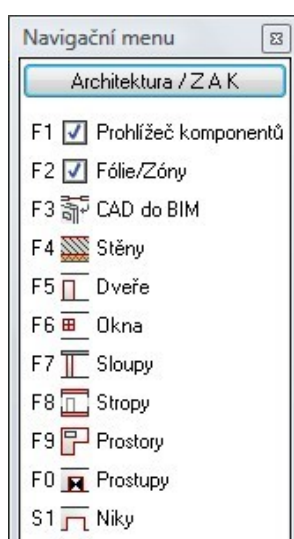 Navigační menu
Architektura / Z A K
F1 Prohlížeč komponentů
F2 Fólie/Zóny
F3 CAD do BIM
F4 Stěny
F5 Dveře
F6 Okna
F7 Sloupy
F8 Stropy
F9 Prostory
F0 Prostupy
S1 Niky